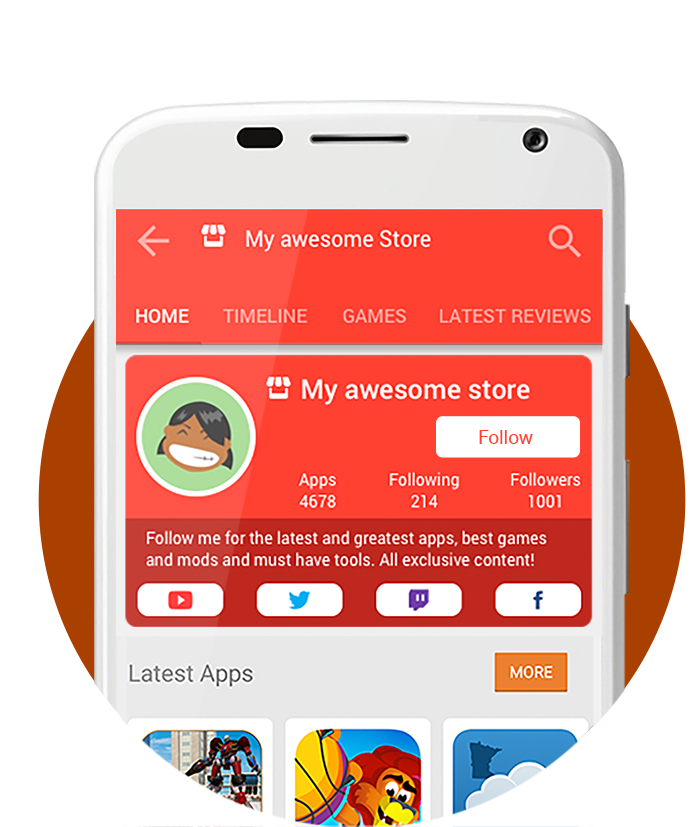 My awesome Store
HOME TIMELINE GAMES LATEST REVIEWS
My awesome store
Follow
Apps Following Followers
4678 214 1001
Follow me for the latest and greatest apps, best games
and mods and must have tools. All exclusive content!
Latest Apps MORE